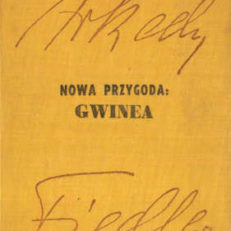 Arkady
NOWA PRZYGODA:
GWINEA
Fiedler